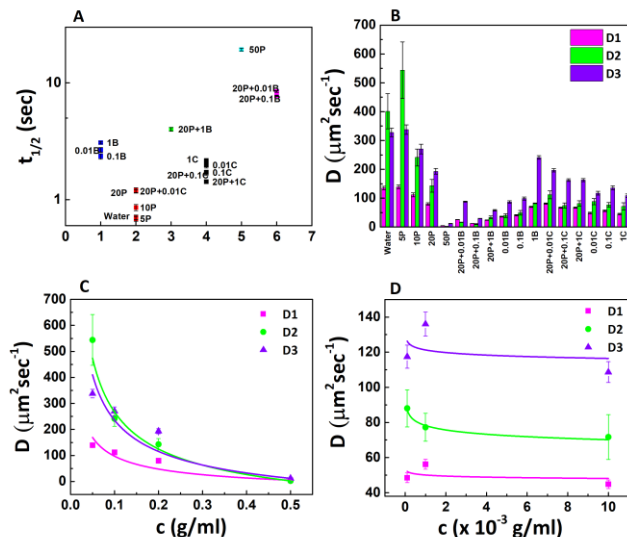 A
t1/2 (sec)
10
1
50P
20P+0.01B
20P+0.1B
20P+1B
1B
0.01B
0.1B
1C
0.01C
20P+0.1C
0.1C
20P+1C
20P
20P+0.01C
10P
Water
5P
0 1 2 3 4 5 6 7
B
D (μm²sec⁻¹)
700
600
500
400
300
200
100
0
D1
D2
D3
Water
5P
10P
20P
50P
20P+0.01B
20P+0.1B
20P+1B
0.01B
0.1B
1B
20P+0.01C
20P+0.1C
20P+1C
0.01C
0.1C
1C
C
D (μm²sec⁻¹)
700
600
500
400
300
200
100
0
D1
D2
D3
0.0 0.1 0.2 0.3 0.4 0.5
c (g/ml)
D
D (μm²sec⁻¹)
140
120
100
80
60
40
D1
D2
D3
0 2 4 6 8 10
c (x 10⁻³ g/ml)